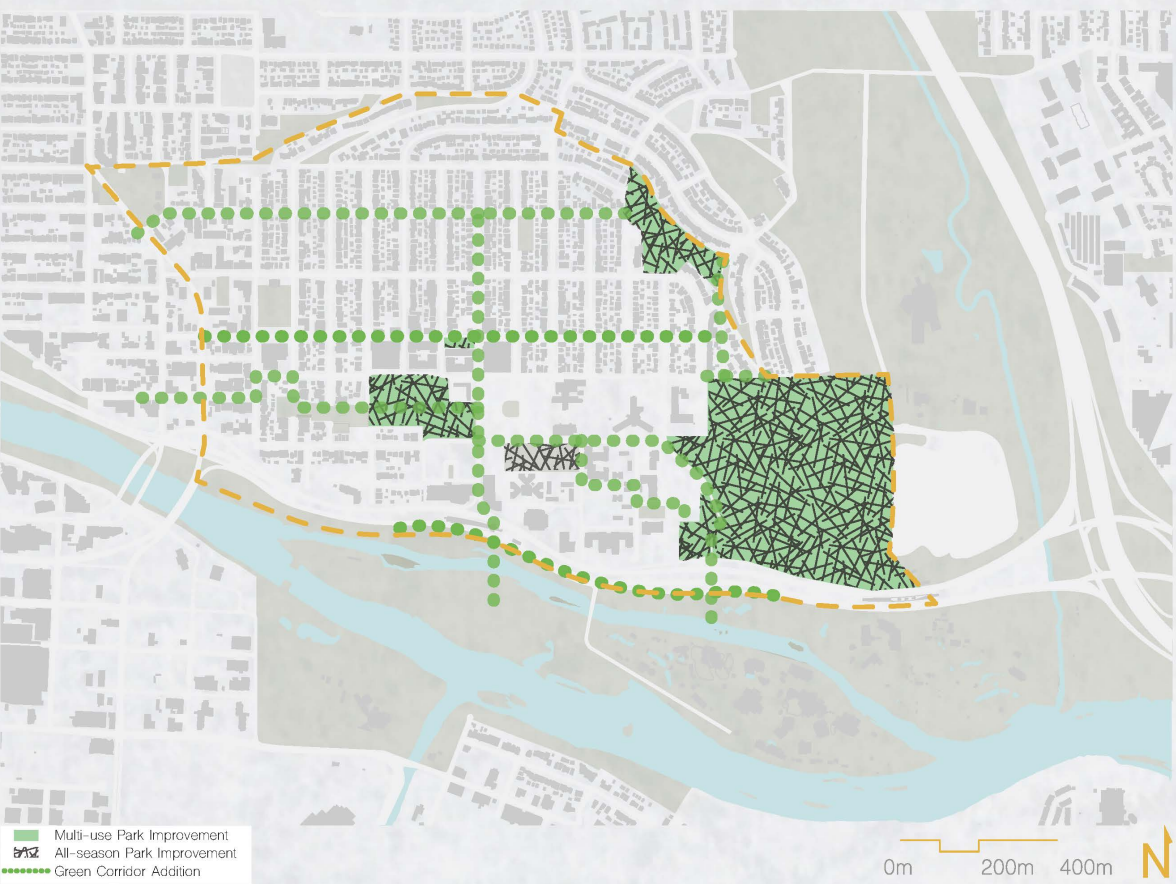 Multi-use Park Improvement
All-season Park Improvement
Green Corridor Addition
0m 200m 400m
N